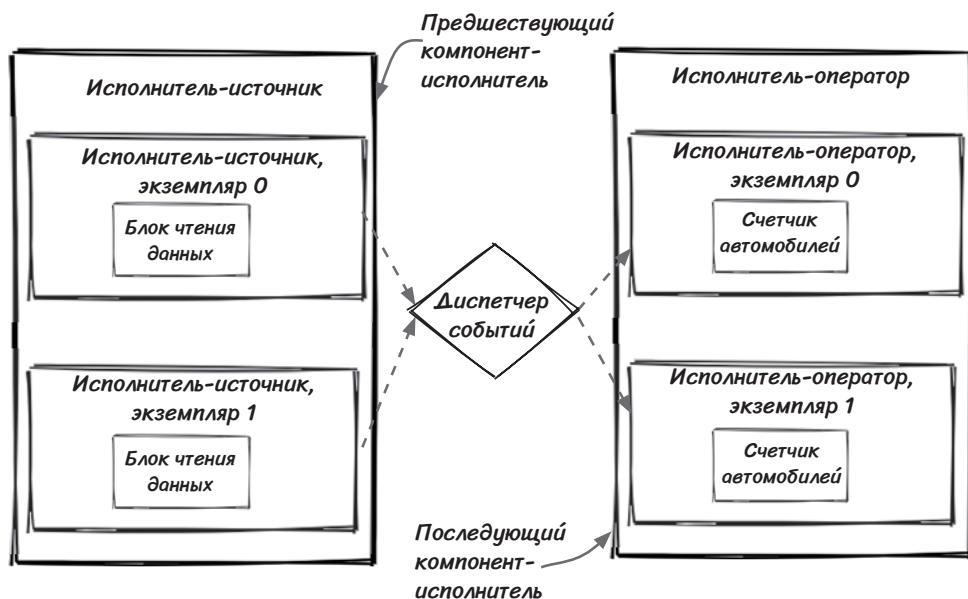 Предшествующий
компонент-
исполнитель
Исполнитель-источник
Исполнитель-источник,
экземпляр 0
Блок чтения
данных
Исполнитель-источник,
экземпляр 1
Блок чтения
данных
Диспетчер
событий
Исполнитель-оператор
Исполнитель-оператор,
экземпляр 0
Счетчик
автомобилей
Исполнитель-оператор,
экземпляр 1
Счетчик
автомобилей
Последующий
компонент-
исполнитель